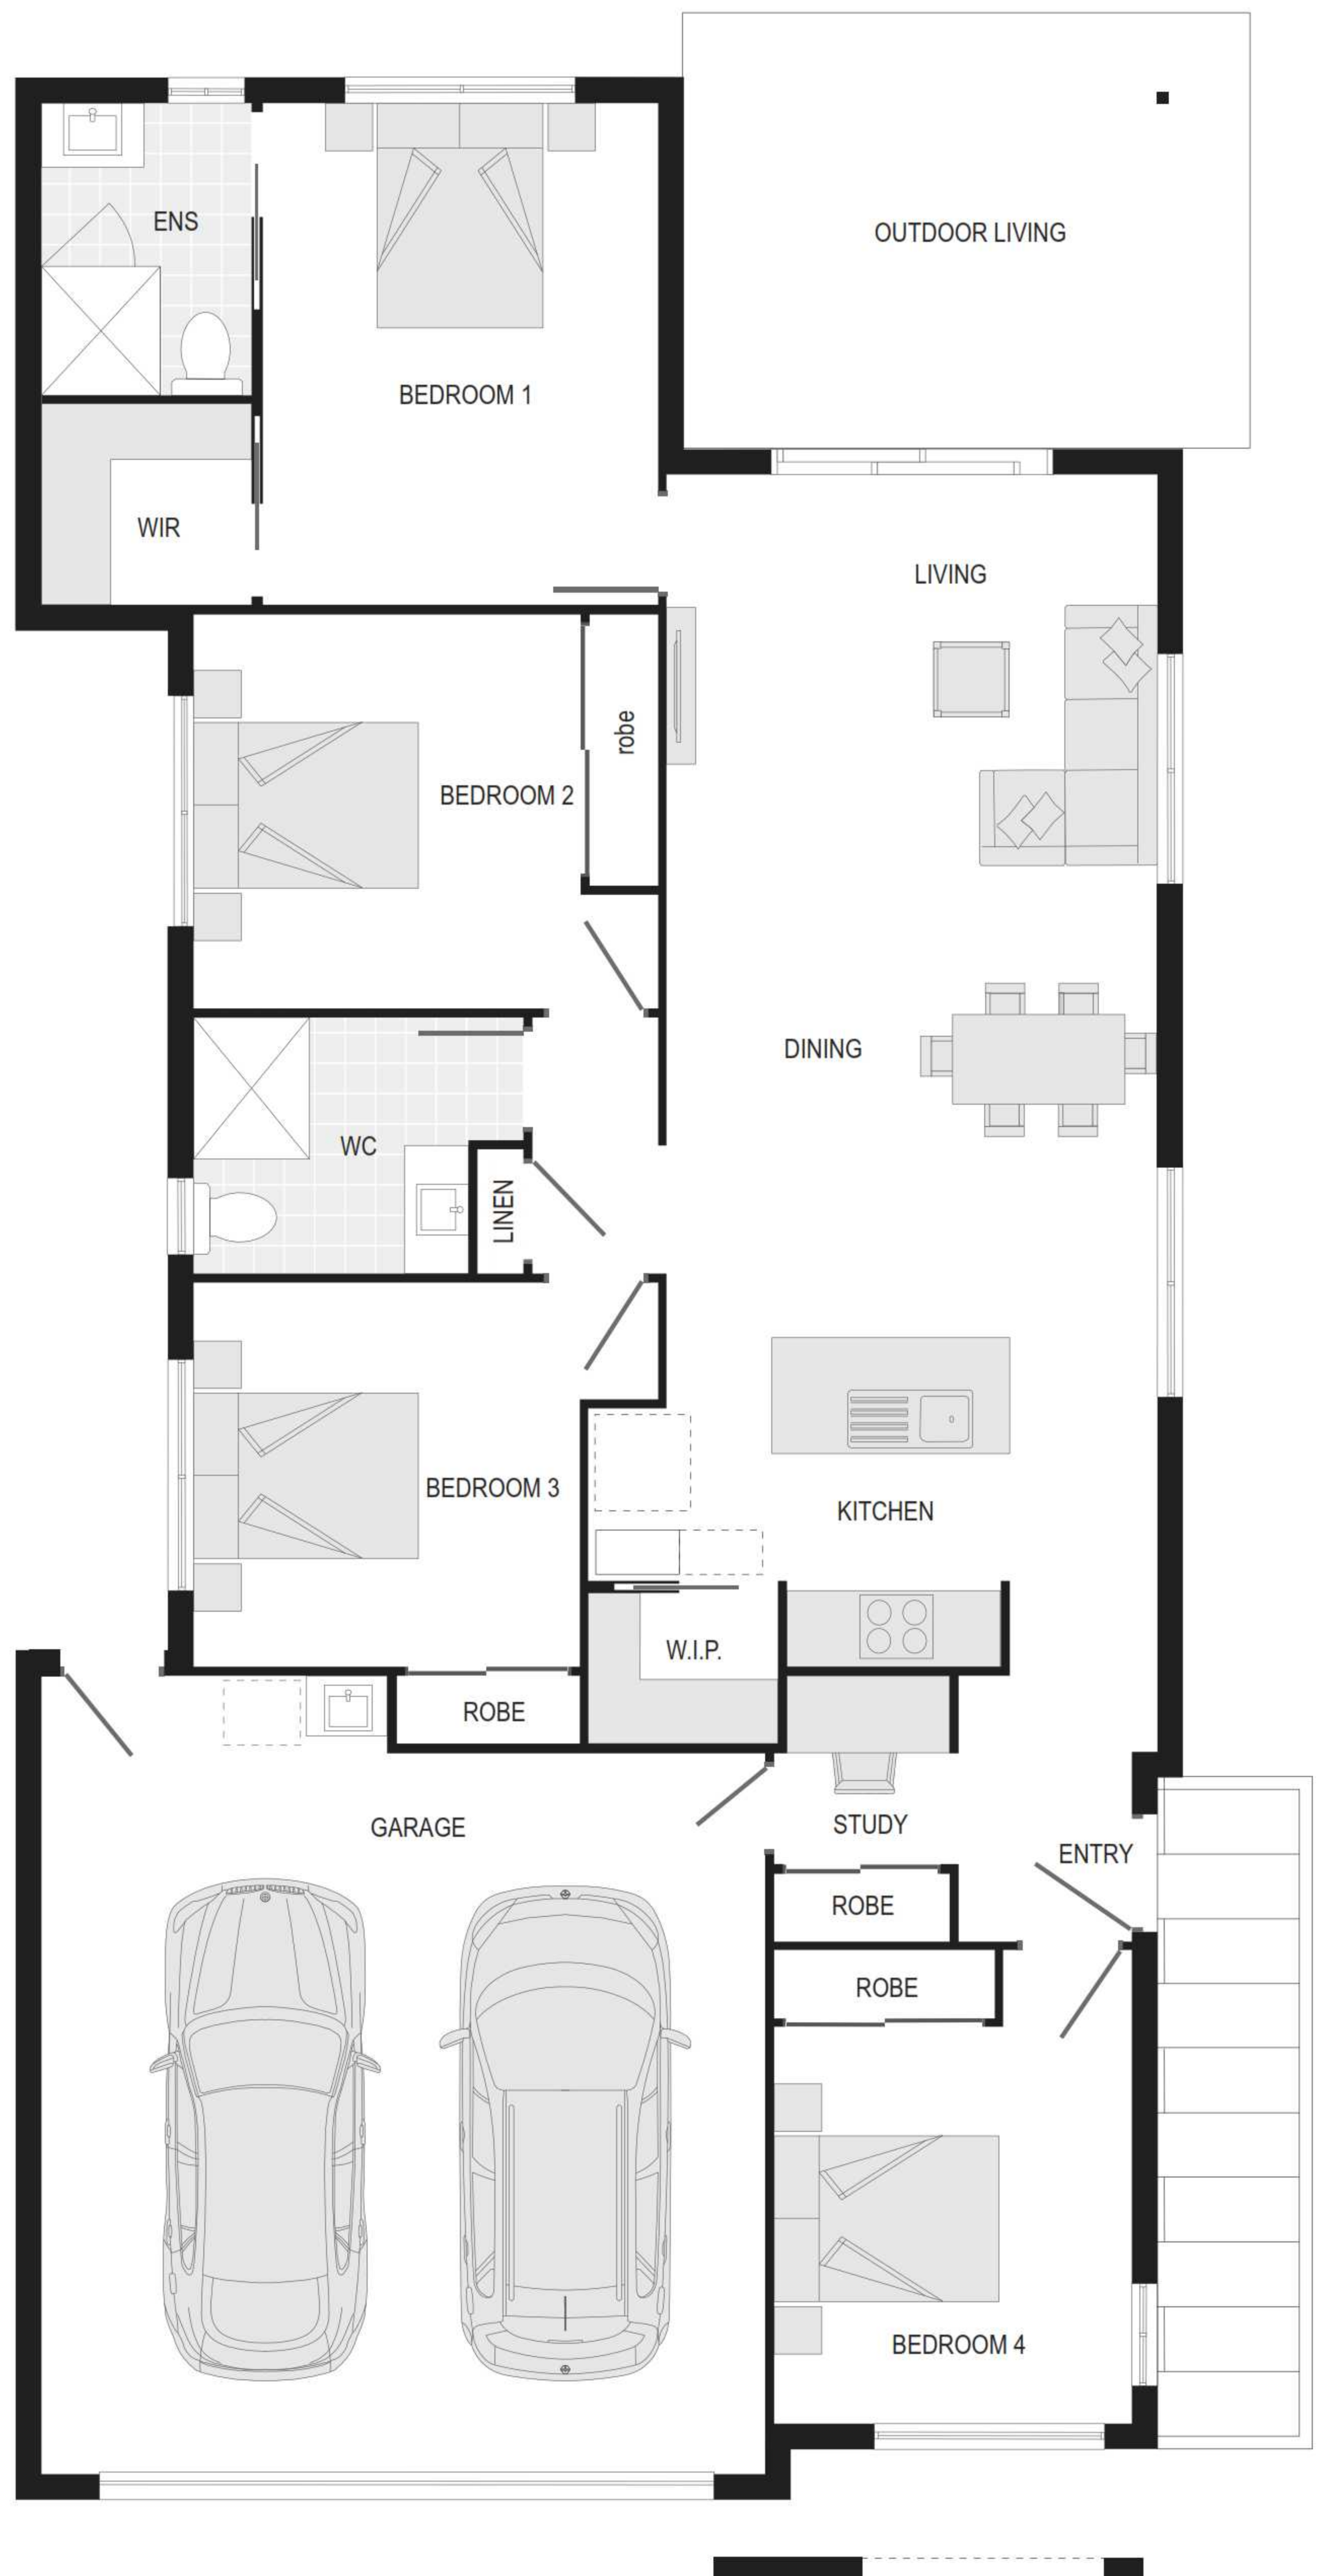 OUTDOOR LIVING
ENS
BEDROOM 1
WIR
LIVING
robe
BEDROOM 2
DINING
WC
LINEN
BEDROOM 3
KITCHEN
W.I.P.
ROBE
GARAGE
STUDY
ENTRY
ROBE
ROBE
BEDROOM 4